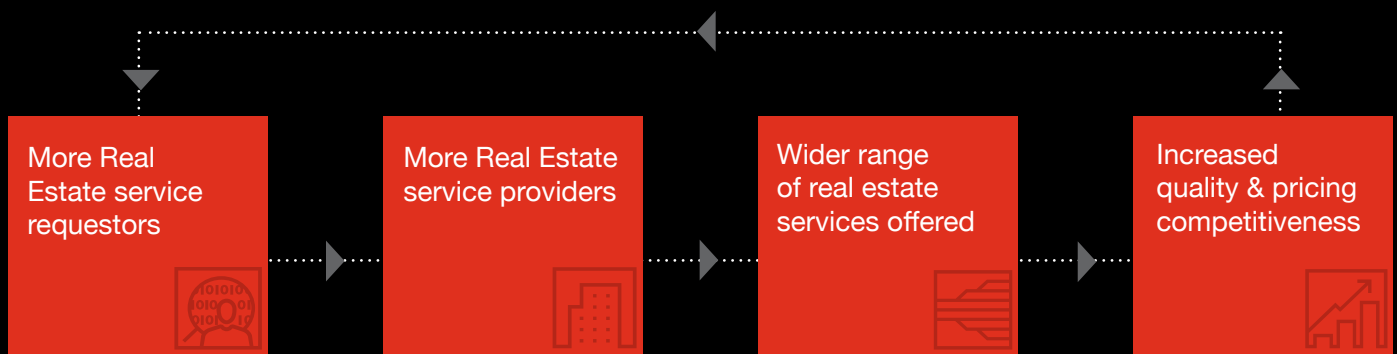 More Real
Estate service
requestors
More Real Estate
service providers
Wider range
of real estate
services offered
Increased
quality & pricing
competitiveness